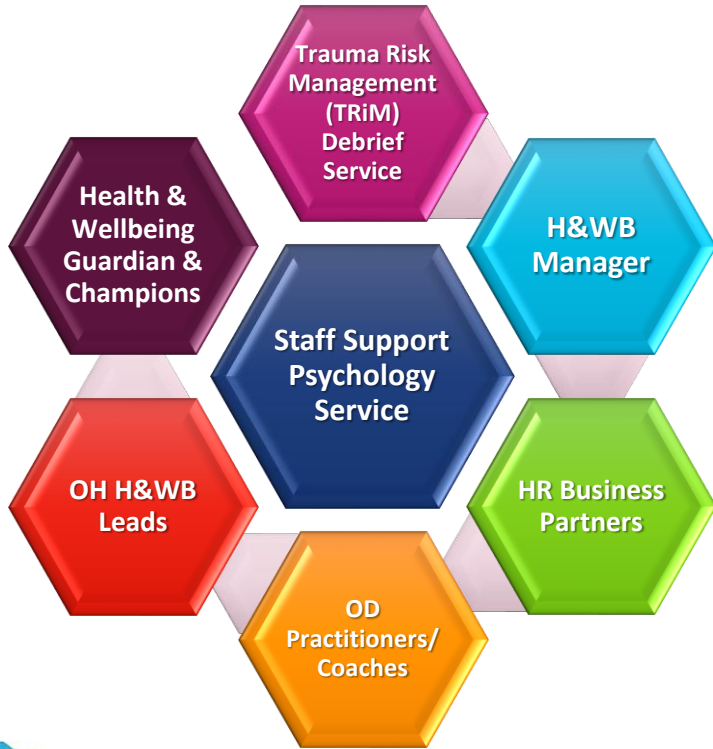 Trauma Risk
Management
(TRiM)
Debrief
Service
Health &
Wellbeing
Guardian &
Champions
H&WB
Manager
Staff Support
Psychology
Service
OH H&WB
Leads
HR Business
Partners
OD
Practitioners/
Coaches